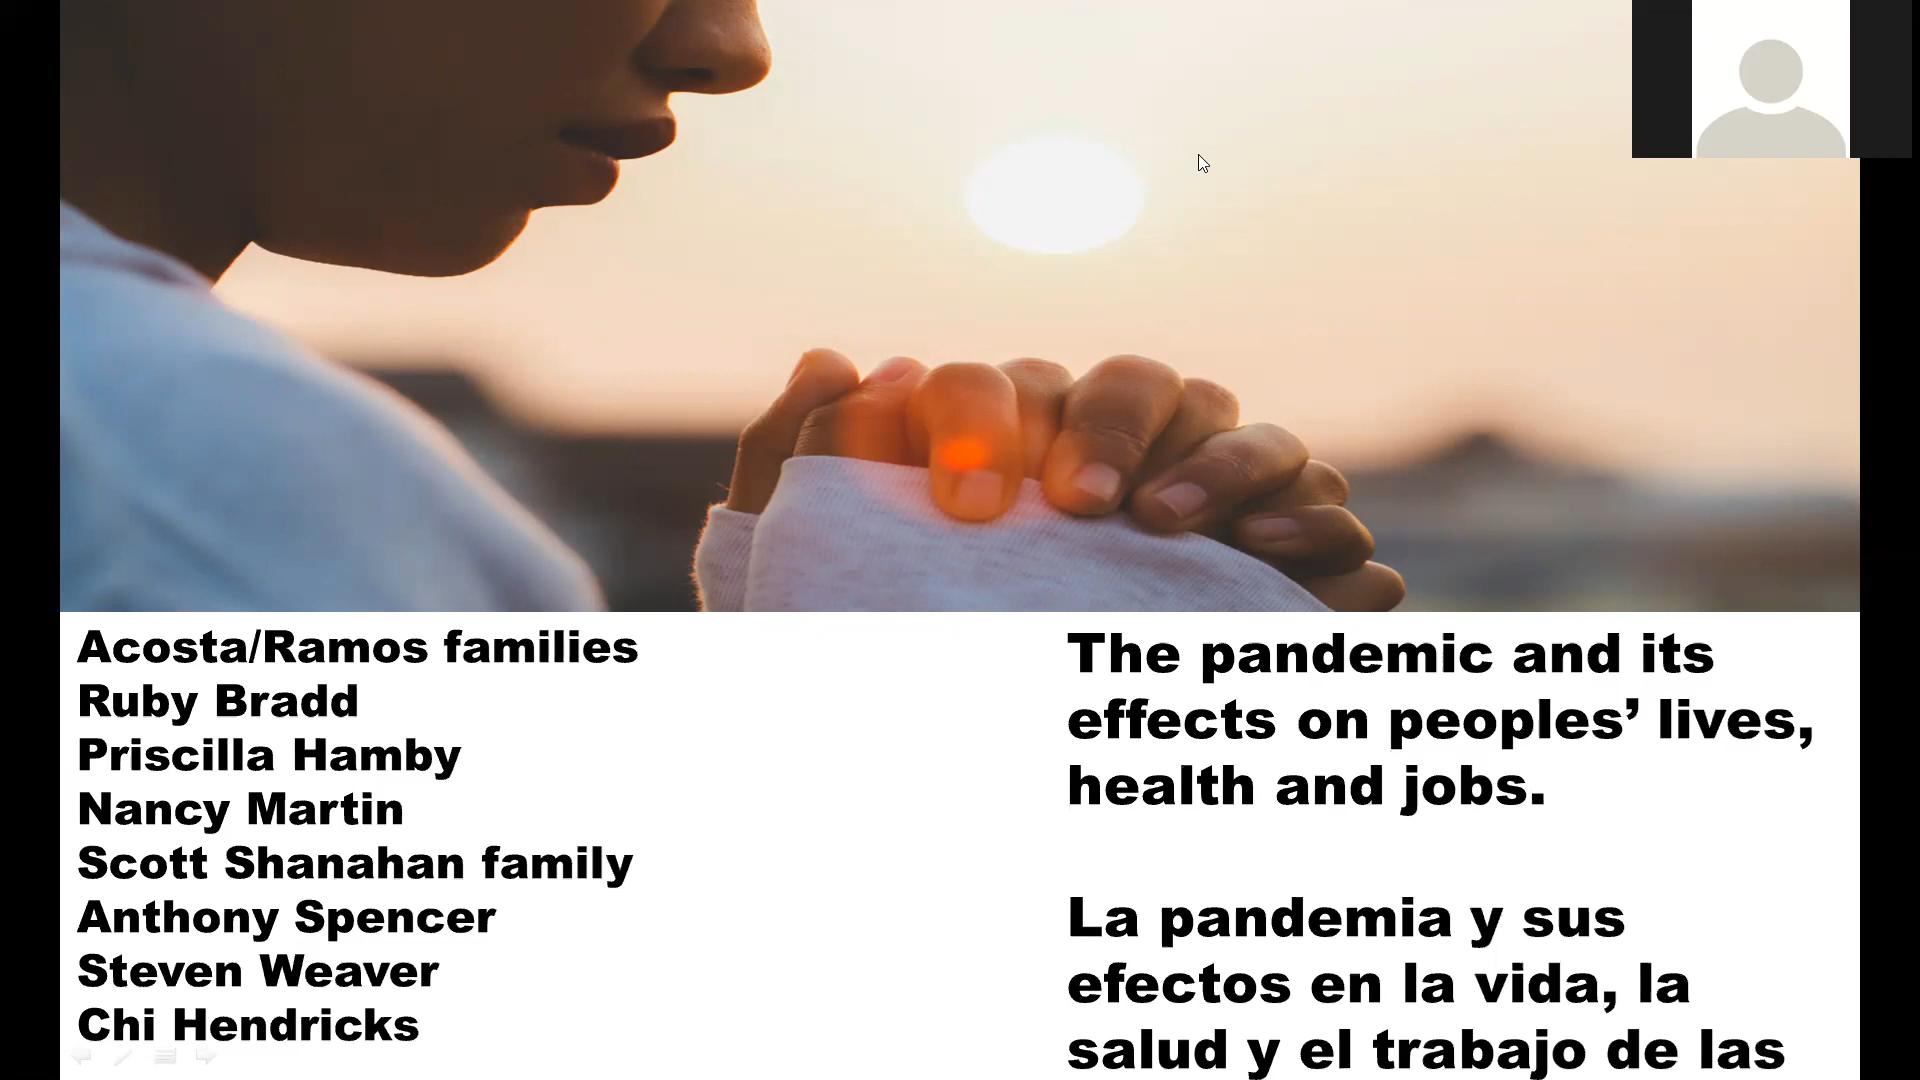 Acosta/Ramos families
Ruby Bradd
Priscilla Hamby
Nancy Martin
Scott Shanahan family
Anthony Spencer
Steven Weaver
Chi Hendricks
The pandemic and its
effects on peoples’ lives,
health and jobs.
La pandemia y sus
efectos en la vida, la
salud y el trabajo de las